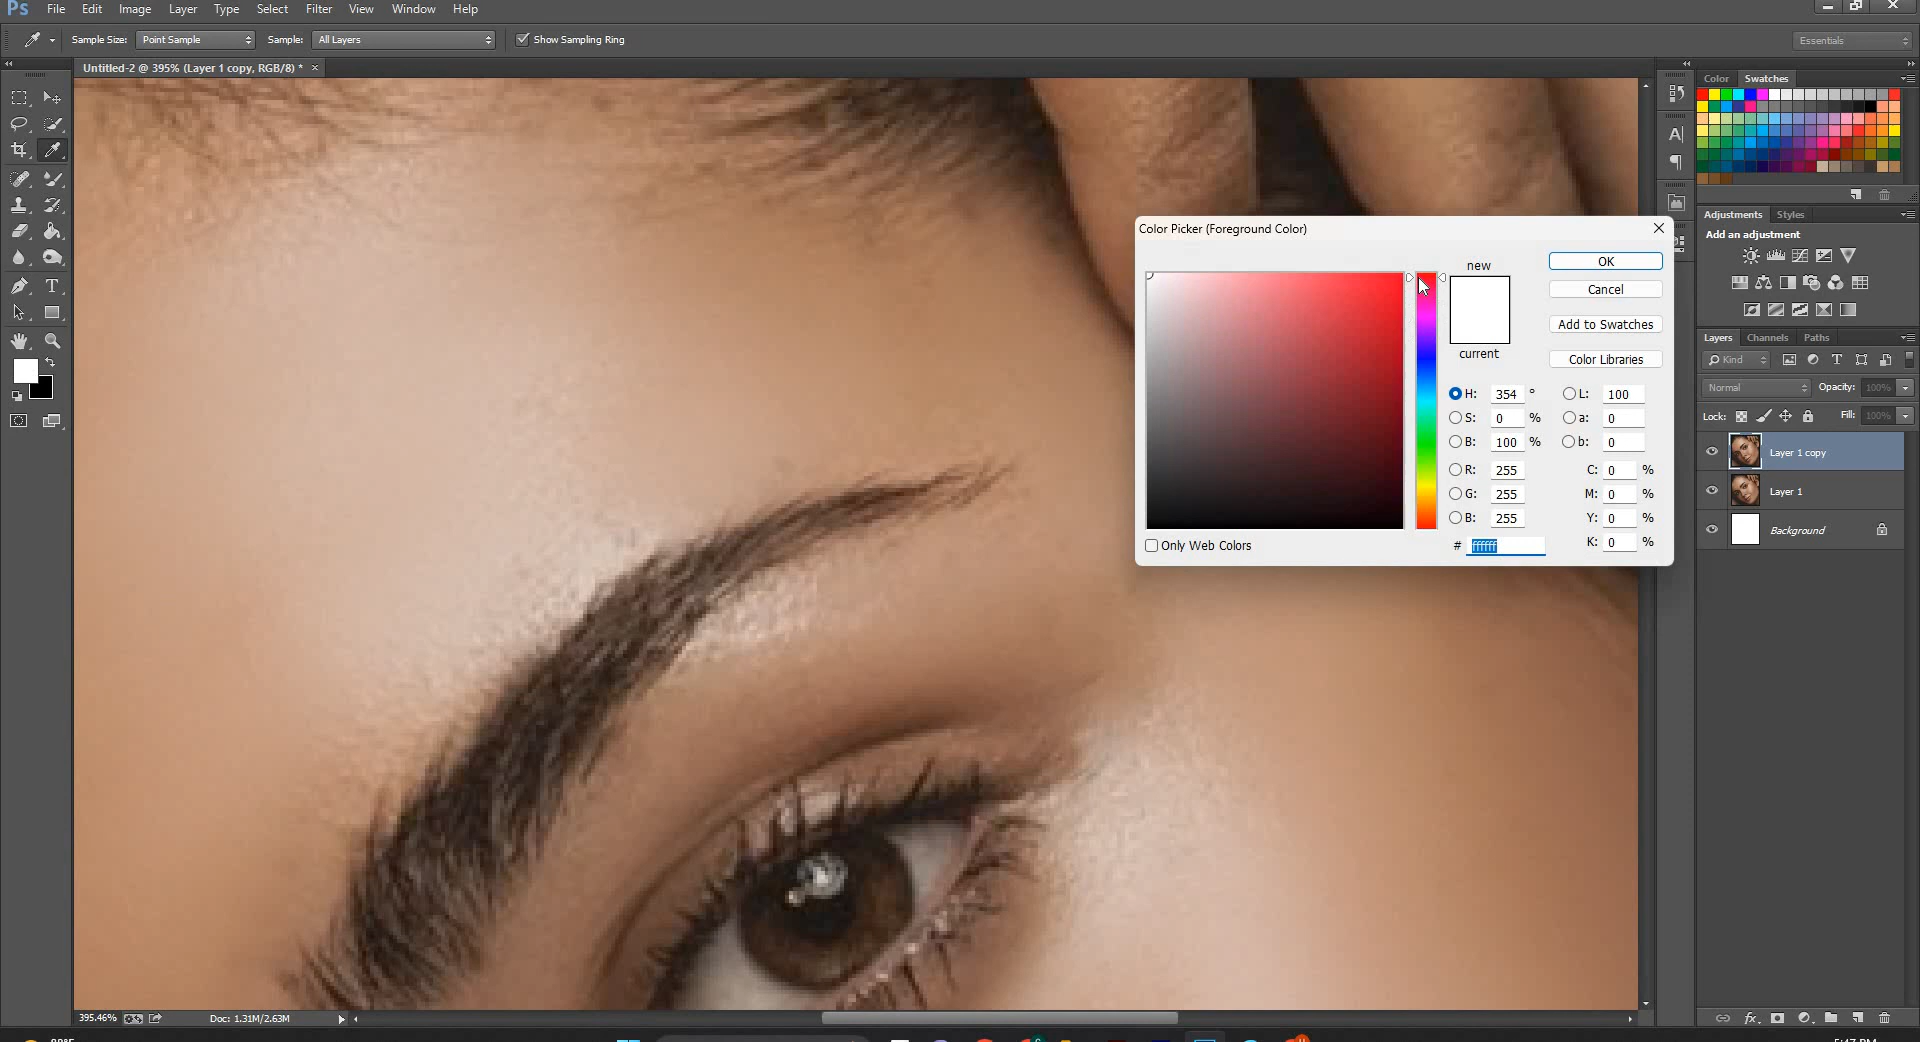 Ps File Edit Image Layer Type Select Filter View Window Help
Sample Size: Point Sample Sample: All Layers Show Sampling Ring Essentials
Untitled-2 @ 395% (Layer 1 copy, RGB/8) * ×
Color Swatches
Adjustments Styles
Add an adjustment
Layers Channels Paths
Kind
Normal Opacity: 100%
Lock: Fill: 100%
Layer 1 copy
Layer 1
Background
Color Picker (Foreground Color)
new
current
OK
Cancel
Add to Swatches
Color Libraries
H: 354 ° L: 100
S: 0 % a: 0
B: 100 % b: 0
R: 255 C: 0 %
G: 255 M: 0 %
B: 255 Y: 0 %
# ffffff K: 0 %
Only Web Colors
395.46% Doc: 1.31M/2.63M